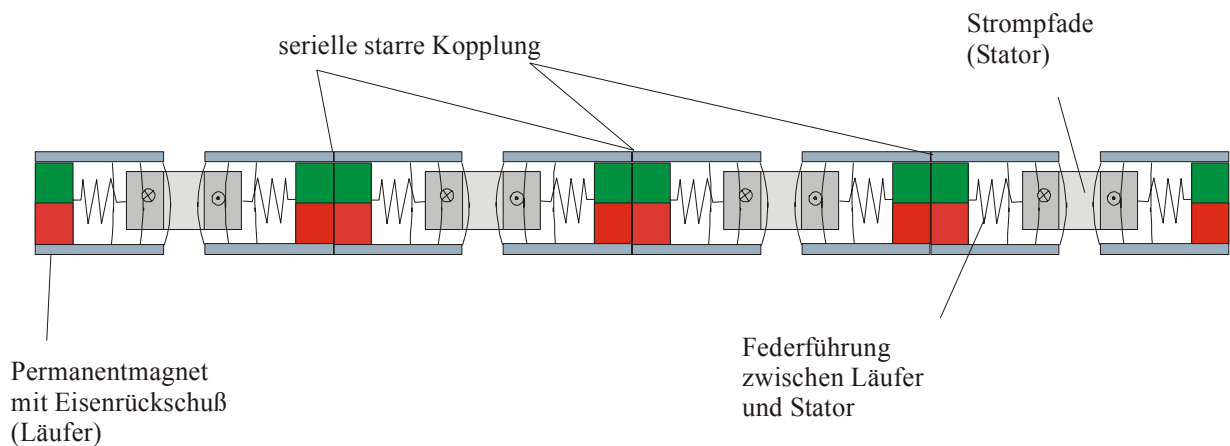 Strompfade
(Stator)
serielle starre Kopplung
Federführung
zwischen Läufer
und Stator
Permanentmagnet
mit Eisenrückschuß
(Läufer)